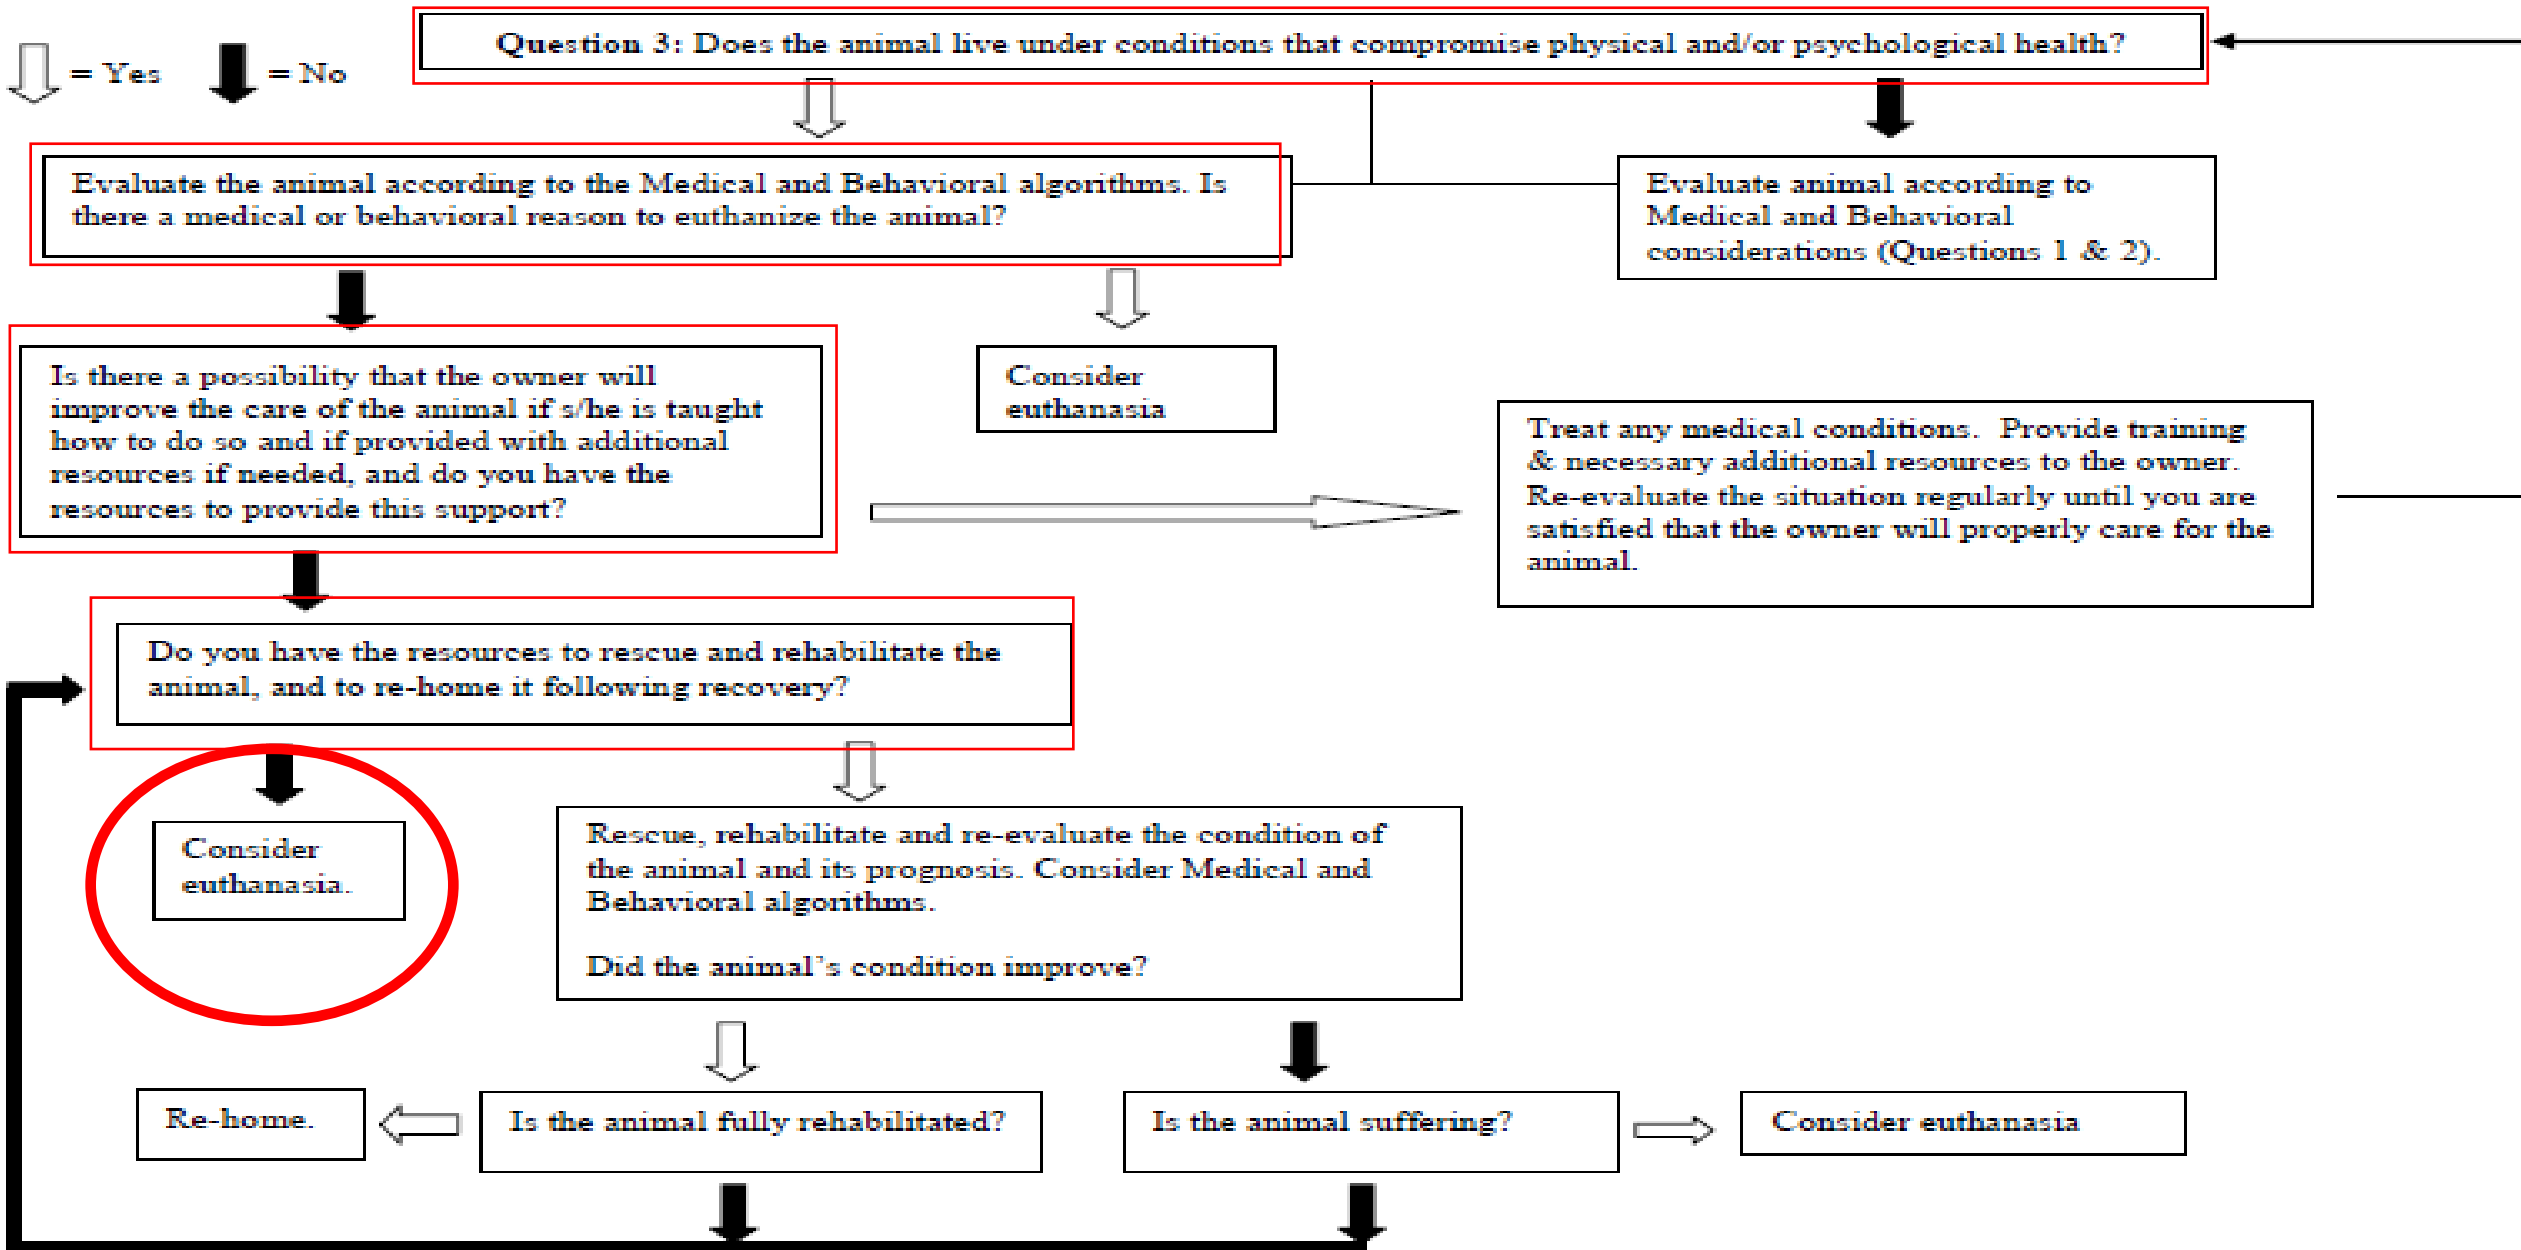 Question 3: Does the animal live under conditions that compromise physical and/or psychological health?
= Yes
= No
Evaluate the animal according to the Medical and Behavioral algorithms. Is
there a medical or behavioral reason to euthanize the animal?
Evaluate animal according to
Medical and Behavioral
considerations (Questions 1 & 2).
Is there a possibility that the owner will
improve the care of the animal if s/he is taught
how to do so and if provided with additional
resources if needed, and do you have the
resources to provide this support?
Consider
euthanasia
Treat any medical conditions. Provide training
& necessary additional resources to the owner.
Re-evaluate the situation regularly until you are
satisfied that the owner will properly care for the
animal.
Do you have the resources to rescue and rehabilitate the
animal, and to re-home it following recovery?
Consider
euthanasia.
Rescue, rehabilitate and re-evaluate the condition of
the animal and its prognosis. Consider Medical and
Behavioral algorithms.
Did the animal's condition improve?
Re-home.
Is the animal fully rehabilitated?
Is the animal suffering?
Consider euthanasia